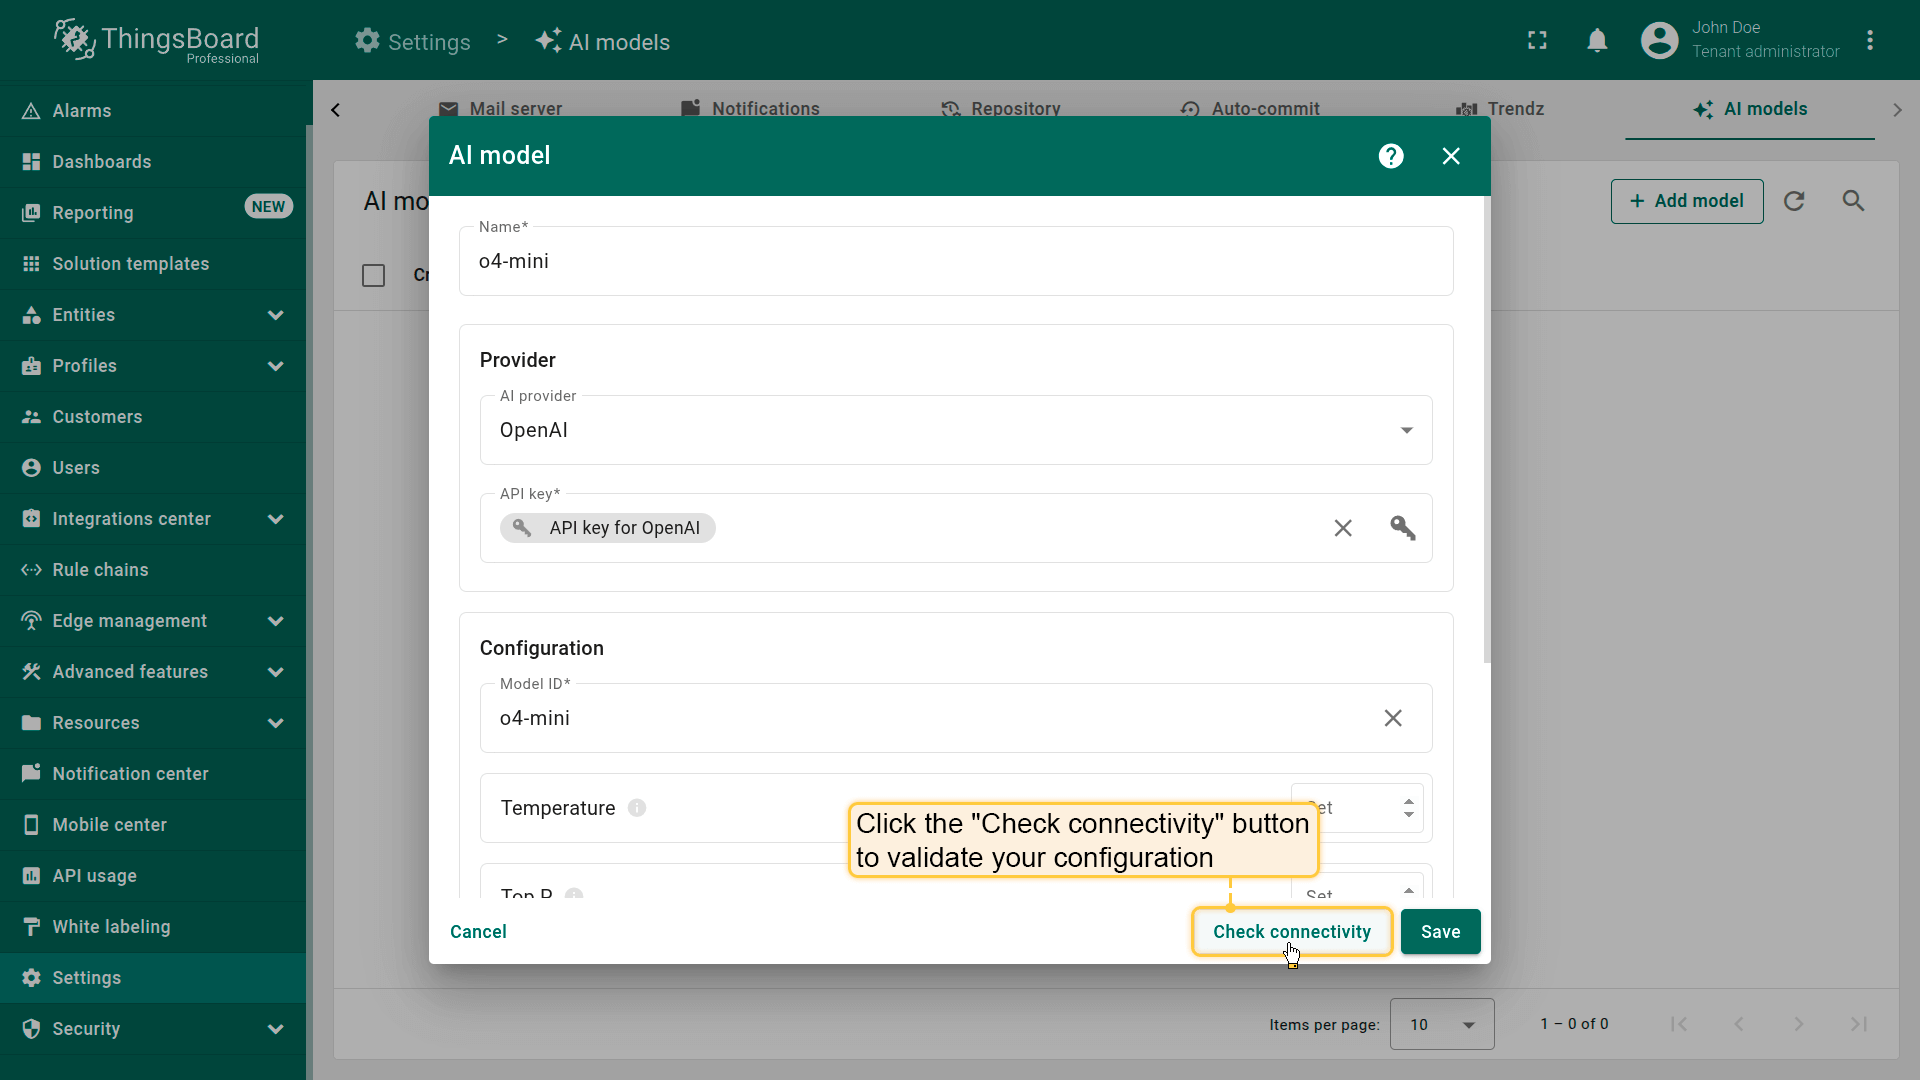 ThingsBoard
Professional
Settings > AI models
John Doe
Tenant administrator
Alarms
Dashboards
Reporting NEW
Solution templates
Entities
Profiles
Customers
Users
Integrations center
Rule chains
Edge management
Advanced features
Resources
Notification center
Mobile center
API usage
White labeling
Settings
Security
Mail server Notifications Repository Auto-commit Trendz AI models
AI mo
+ Add model
Cr
AI model
Name*
o4-mini
Provider
AI provider
OpenAI
API key*
API key for OpenAI
Configuration
Model ID*
o4-mini
Temperature
Set
Click the "Check connectivity" button
to validate your configuration
Top P
Set
Cancel Check connectivity Save
Items per page: 10 1 – 0 of 0